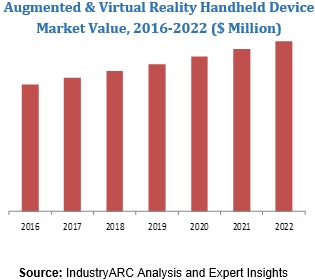 Augmented & Virtual Reality Handheld Device
Market Value, 2016-2022 ($ Million)
2016 2017 2018 2019 2020 2021 2022
Source: IndustryARC Analysis and Expert Insights